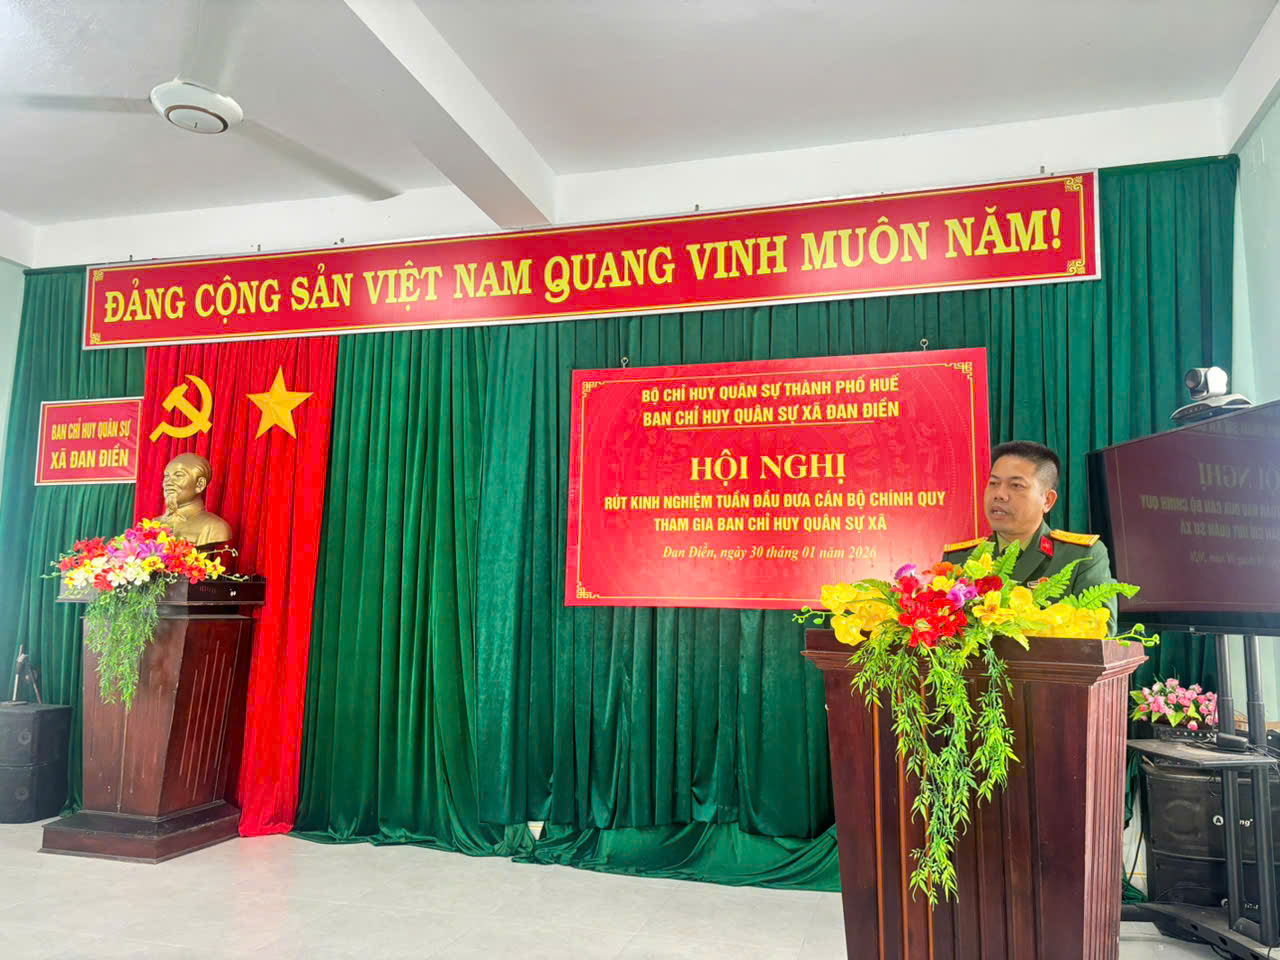 ĐẢNG CỘNG SẢN VIỆT NAM QUANG VINH MUÔN NĂM!
BAN CHỈ HUY QUÂN SỰ
XÃ ĐAN ĐIỀN
BỘ CHỈ HUY QUÂN SỰ THÀNH PHỐ HUẾ
BAN CHỈ HUY QUÂN SỰ XÃ ĐAN ĐIỀN
HỘI NGHỊ
RÚT KINH NGHIỆM TUẦN ĐẦU ĐƯA CÁN BỘ CHÍNH QUY
THAM GIA BAN CHỈ HUY QUÂN SỰ XÃ
Đan Điền, ngày 30 tháng 01 năm 2026